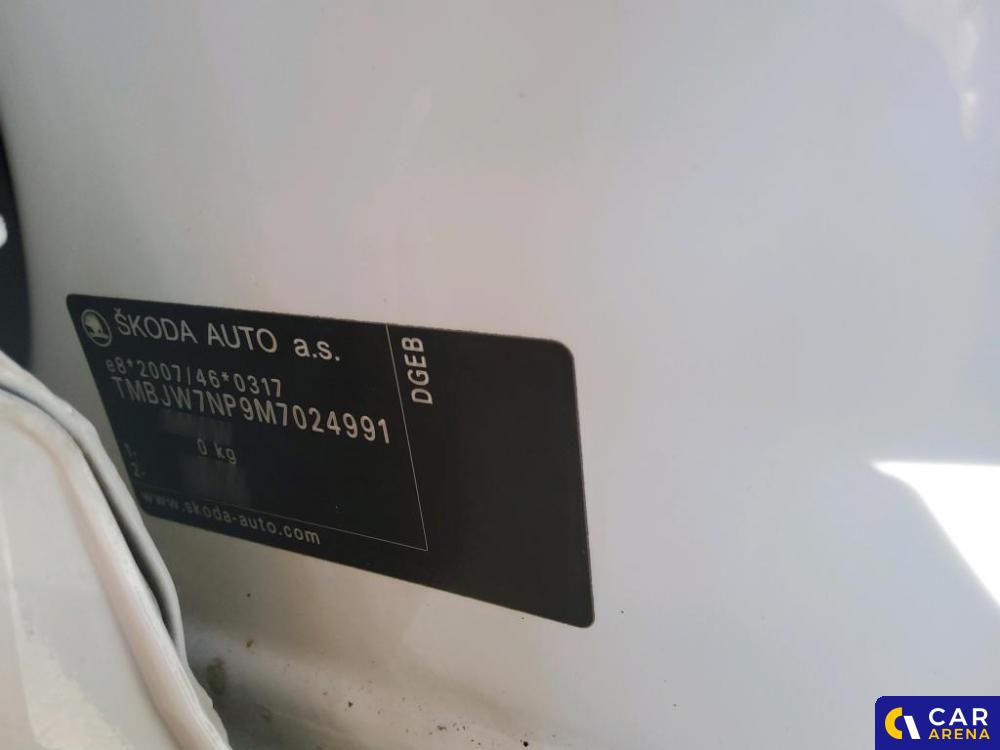 ŠKODA AUTO a.s.
e8*2007/46*0317
TMBJW7NP9M7024991
0 kg
1-
2-
www.skoda-auto.com
DGEB
CAR
ARENA